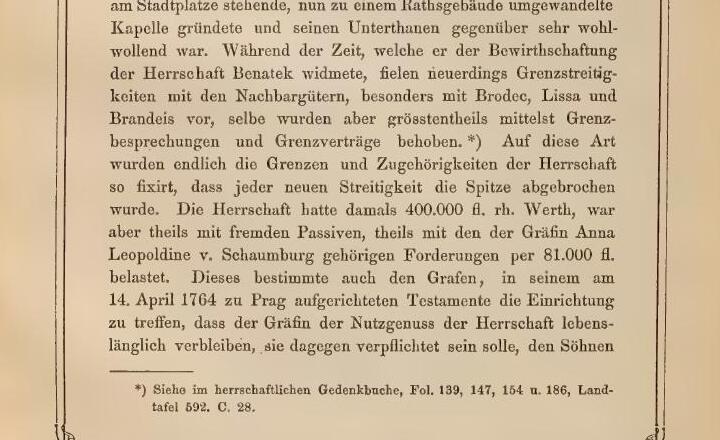 am Stadtplatze stehende, nun zu einem Rathsgebäude umgewandelte
Kapelle gründete und seinen Unterthanen gegenüber sehr wohl-
wollend war. Während der Zeit, welche er der Bewirthschaftung
der Herrschaft Benatek widmete, fielen neuerdings Grenzstreitig-
keiten mit den Nachbargütern, besonders mit Brodec, Lissa und
Brandeis vor, selbe wurden aber grösstentheils mittelst Grenz-
besprechungen und Grenzverträge behoben. *) Auf diese Art
wurden endlich die Grenzen und Zugehörigkeiten der Herrschaft
so fixirt, dass jeder neuen Streitigkeit die Spitze abgebrochen
wurde. Die Herrschaft hatte damals 400.000 fl. rh. Werth, war
aber theils mit fremden Passiven, theils mit den der Gräfin Anna
Leopoldine v. Schaumburg gehörigen Forderungen per 81.000 fl.
belastet. Dieses bestimmte auch den Grafen, in seinem am
14. April 1764 zu Prag aufgerichteten Testamente die Einrichtung
zu treffen, dass der Gräfin der Nutzgenuss der Herrschaft lebens-
länglich verbleiben, sie dagegen verpflichtet sein solle, den Söhnen
*) Siehe im herrschaftlichen Gedenkbuche, Fol. 139, 147, 154 u. 186, Land-
tafel 592. C. 28.